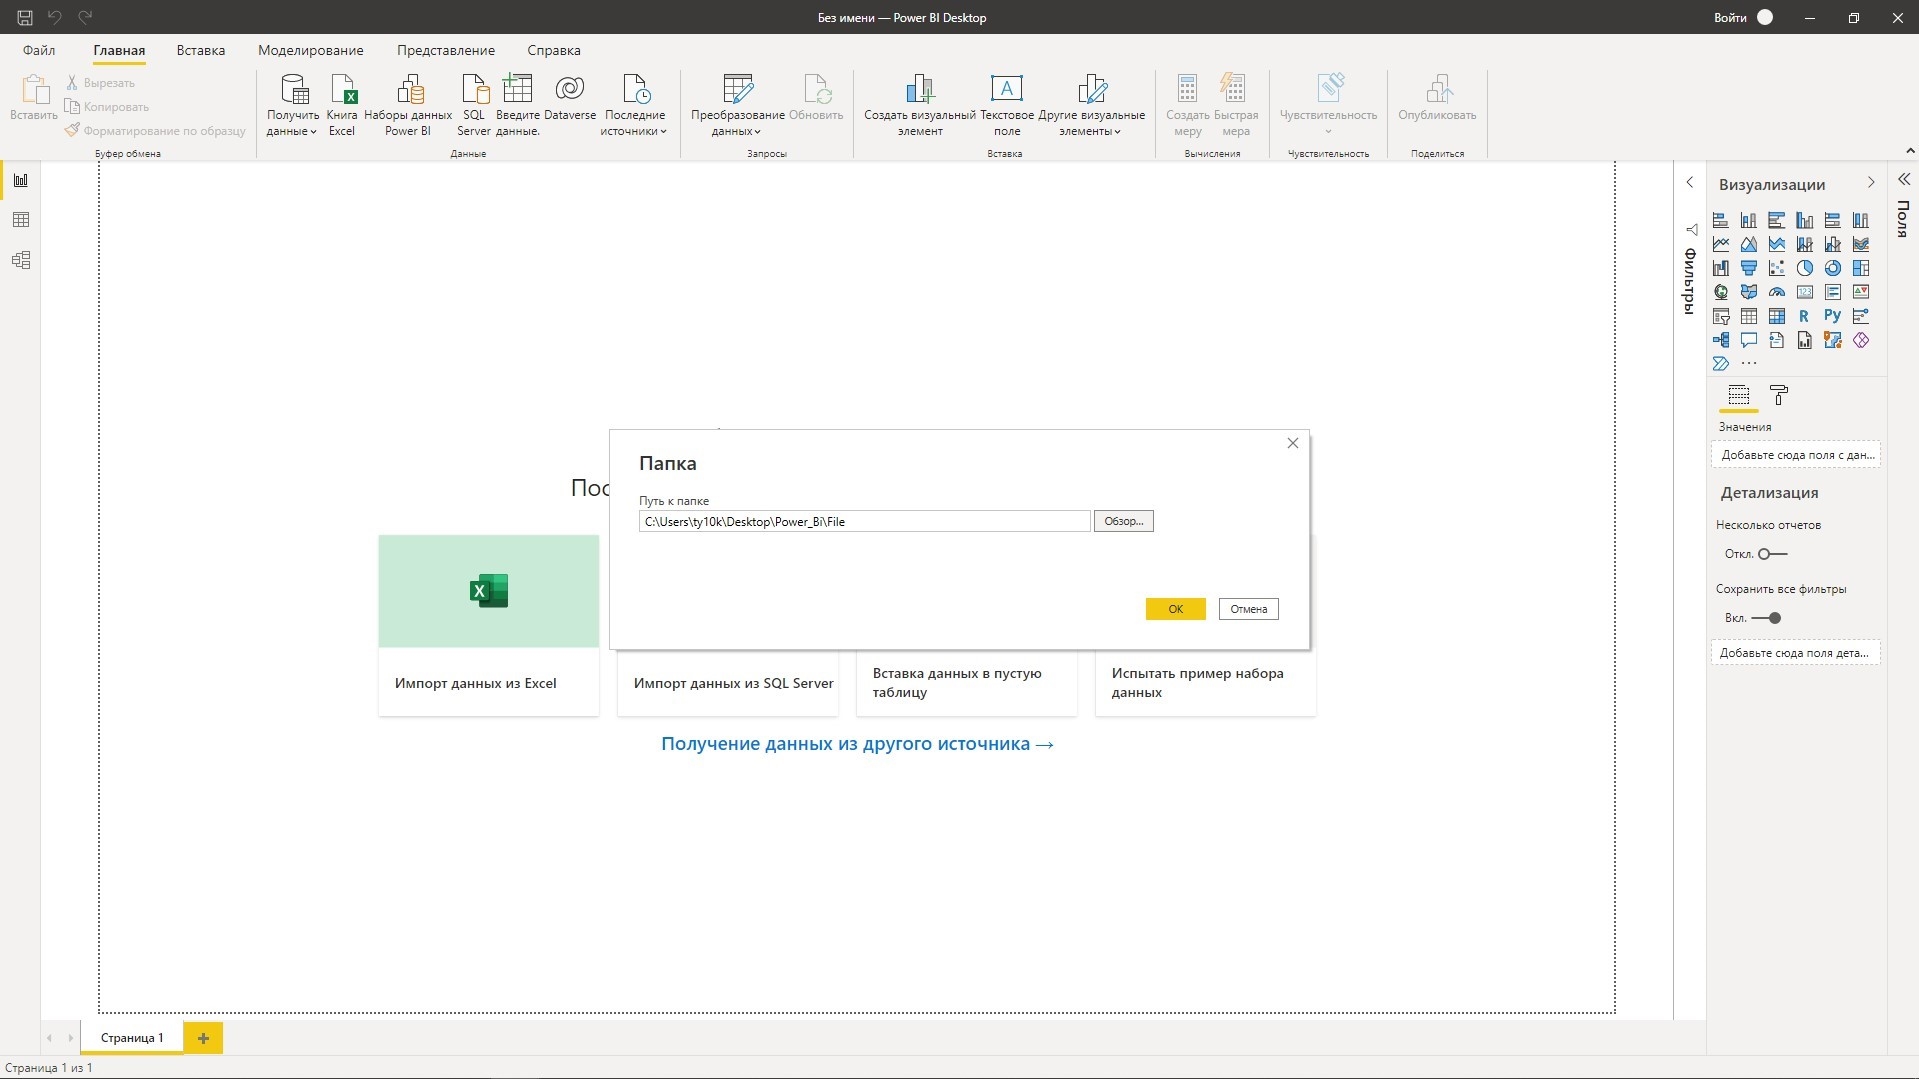 Без имени — Power BI Desktop
Войти
Файл
Главная
Вставка
Моделирование
Представление
Справка
Вставить
Вырезать
Копировать
Форматирование по образцу
Буфер обмена
Получить данные
Книга Excel
Наборы данных Power BI
SQL Server
Введите данные.
Dataverse
Последние источники
Данные
Преобразование данных
Обновить
Запросы
Создать визуальный элемент
Текстовое поле
Другие визуальные элементы
Вставка
Создать меру
Быстрая мера
Вычисления
Чувствительность
Чувствительность
Опубликовать
Поделиться
Фильтры
Визуализации
Поля
123
R
Py
Значения
Добавьте сюда поля с дан...
Детализация
Несколько отчетов
Откл.
Сохранить все фильтры
Вкл.
Добавьте сюда поля дета...
Пос
Папка
Путь к папке
C:\Users\ty10k\Desktop\Power_Bi\File
Обзор...
ОК
Отмена
Импорт данных из Excel
Импорт данных из SQL Server
Вставка данных в пустую
таблицу
Испытать пример набора
данных
Получение данных из другого источника →
Страница 1
Страница 1 из 1